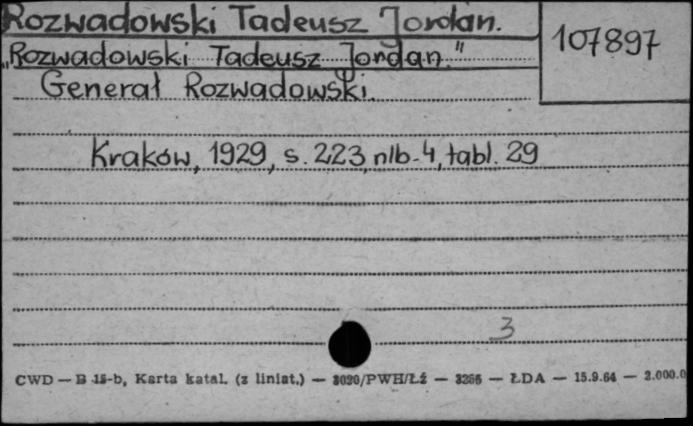 Rozwadowski Tadeusz Jordan.
107897
„Rozwadowski Tadeusz Jordan."
Generał Rozwadowski.
Kraków, 1929, s. 223, nlb. 4, tabl. 29
3
CWD — B 15-b, Karta katal. (z liniat.) — 3020/PWH/Łź — 3266 — ŁDA — 15.9.64 — 2.000.0